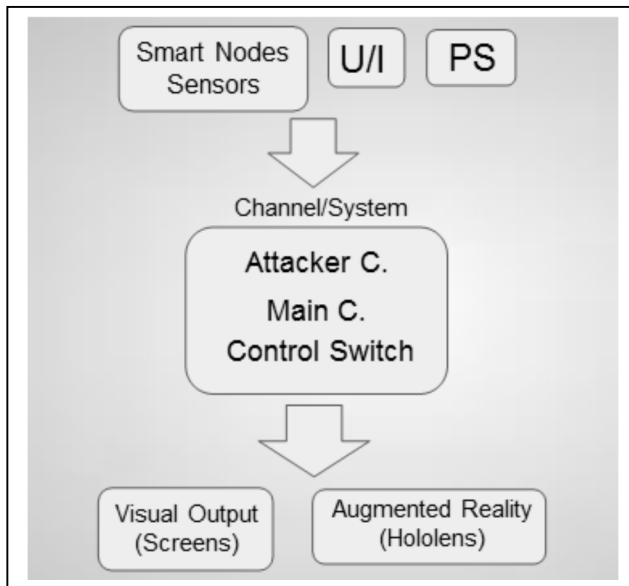 Smart Nodes
Sensors
U/I
PS
Channel/System
Attacker C.
Main C.
Control Switch
Visual Output
(Screens)
Augmented Reality
(Hololens)